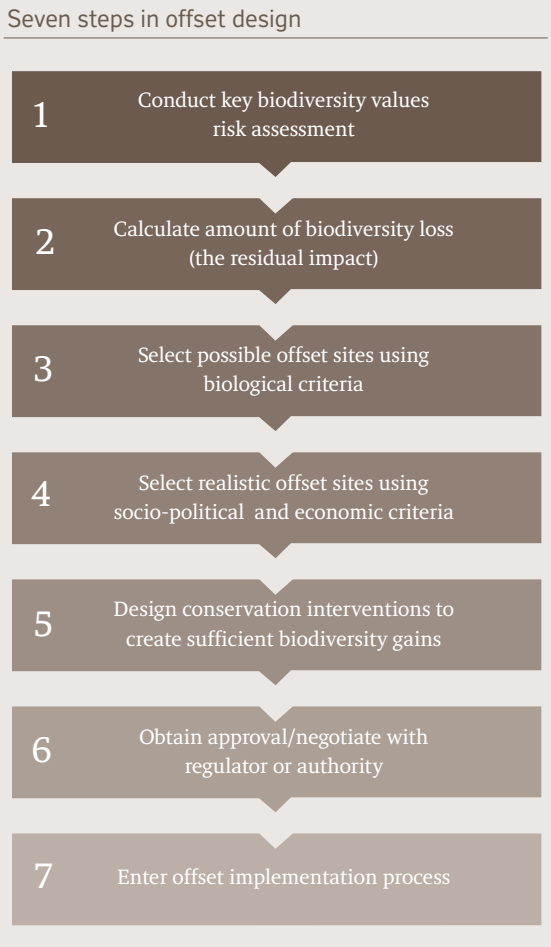 Seven steps in offset design
1
Conduct key biodiversity values
risk assessment
2
Calculate amount of biodiversity loss
(the residual impact)
3
Select possible offset sites using
biological criteria
4
Select realistic offset sites using
socio-political and economic criteria
5
Design conservation interventions to
create sufficient biodiversity gains
6
Obtain approval/negotiate with
regulator or authority
7
Enter offset implementation process